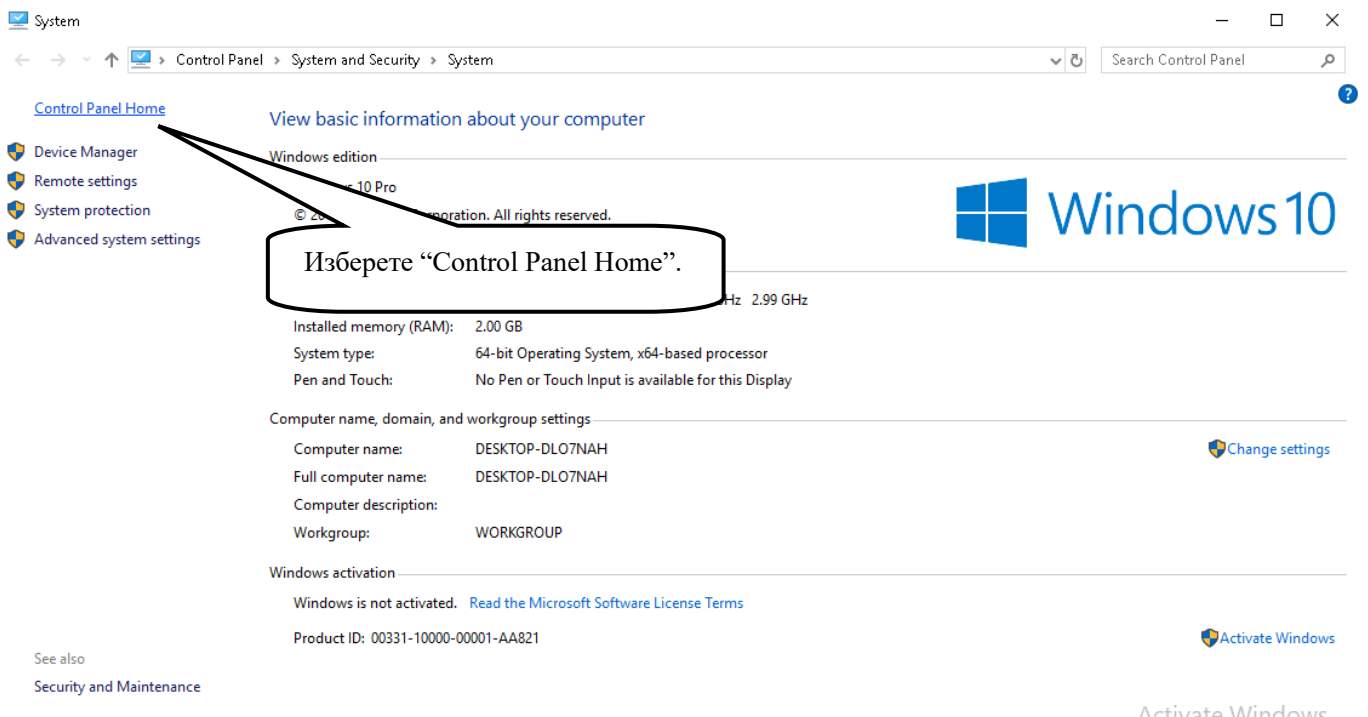 System
Control Panel > System and Security > System
Search Control Panel
Control Panel Home
Device Manager
Remote settings
System protection
Advanced system settings
View basic information about your computer
Windows edition
10 Pro
© All rights reserved.
Windows 10
Изберете “Control Panel Home”.
2.99 GHz
Installed memory (RAM): 2.00 GB
System type: 64-bit Operating System, x64-based processor
Pen and Touch: No Pen or Touch Input is available for this Display
Computer name, domain, and workgroup settings
Computer name: DESKTOP-DLO7NAH
Change settings
Full computer name: DESKTOP-DLO7NAH
Computer description:
Workgroup: WORKGROUP
Windows activation
Windows is not activated. Read the Microsoft Software License Terms
Product ID: 00331-10000-00001-AA821
Activate Windows
See also
Security and Maintenance
Activate Windows